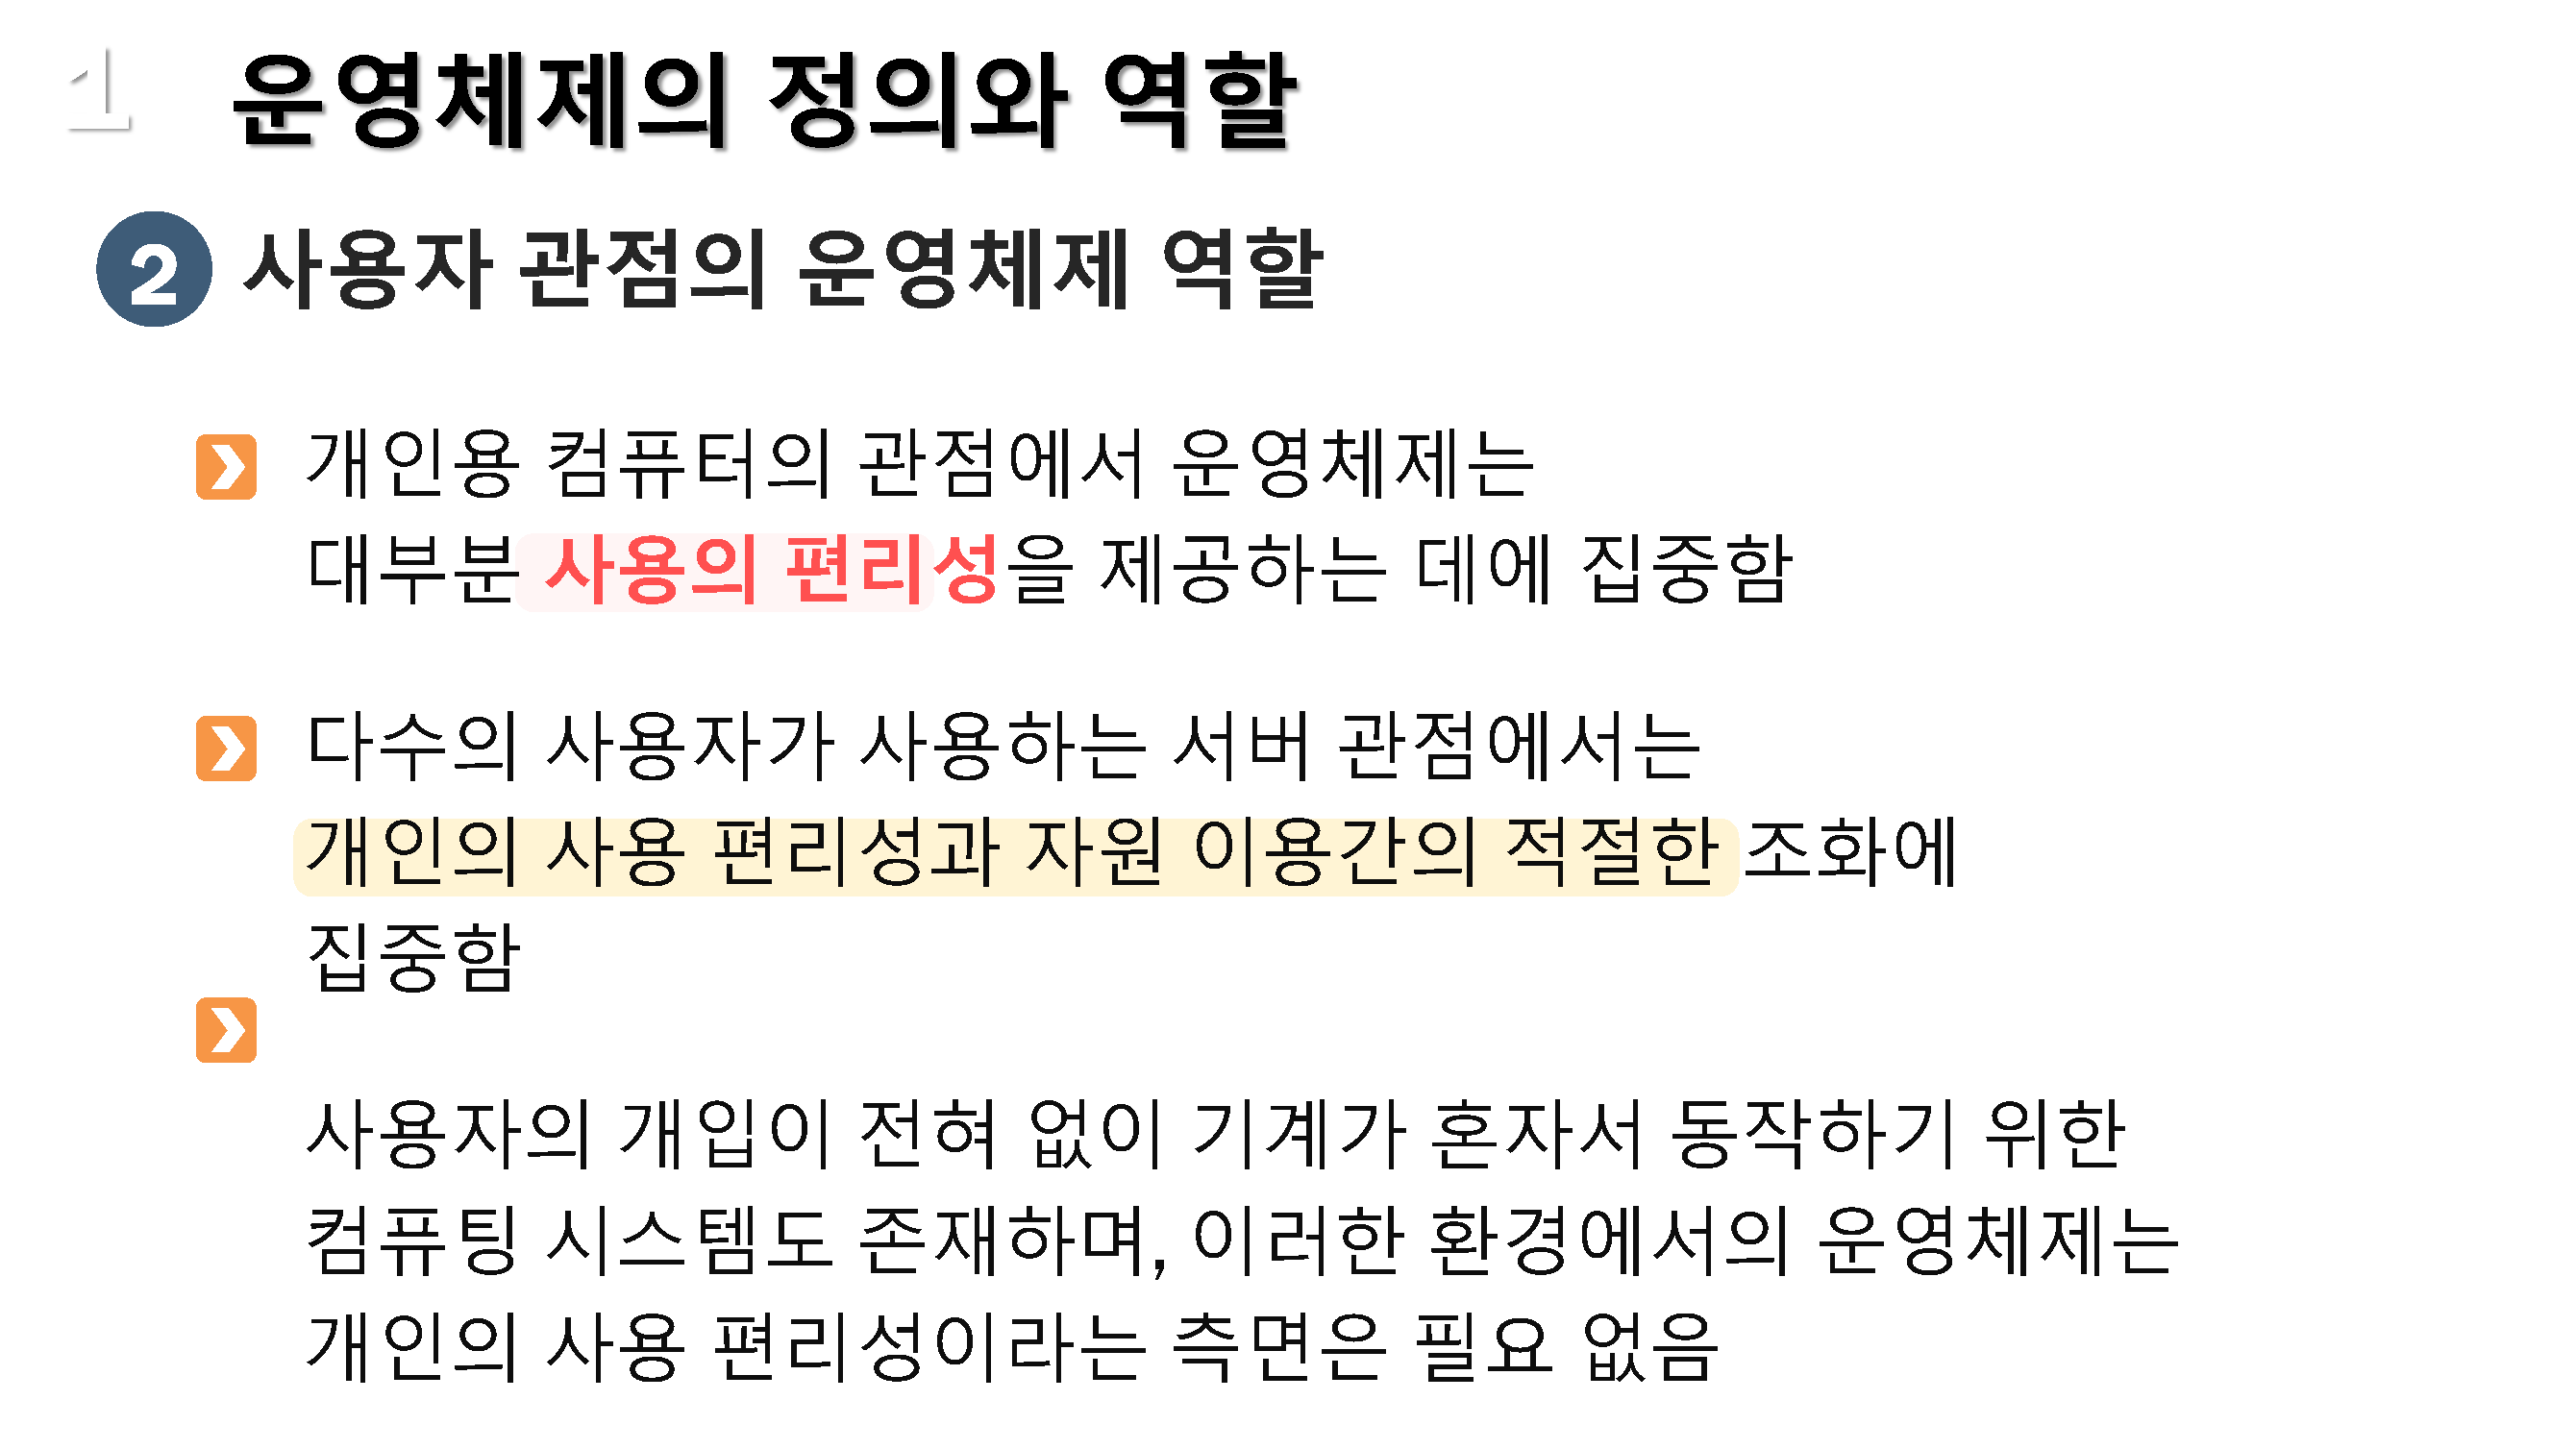 1 운영체제의 정의와 역할
2 사용자 관점의 운영체제 역할
개인용 컴퓨터의 관점에서 운영체제는
대부분 사용의 편리성을 제공하는 데에 집중함
다수의 사용자가 사용하는 서버 관점에서는
개인의 사용 편리성과 자원 이용간의 적절한 조화에
집중함
사용자의 개입이 전혀 없이 기계가 혼자서 동작하기 위한
컴퓨팅 시스템도 존재하며, 이러한 환경에서의 운영체제는
개인의 사용 편리성이라는 측면은 필요 없음